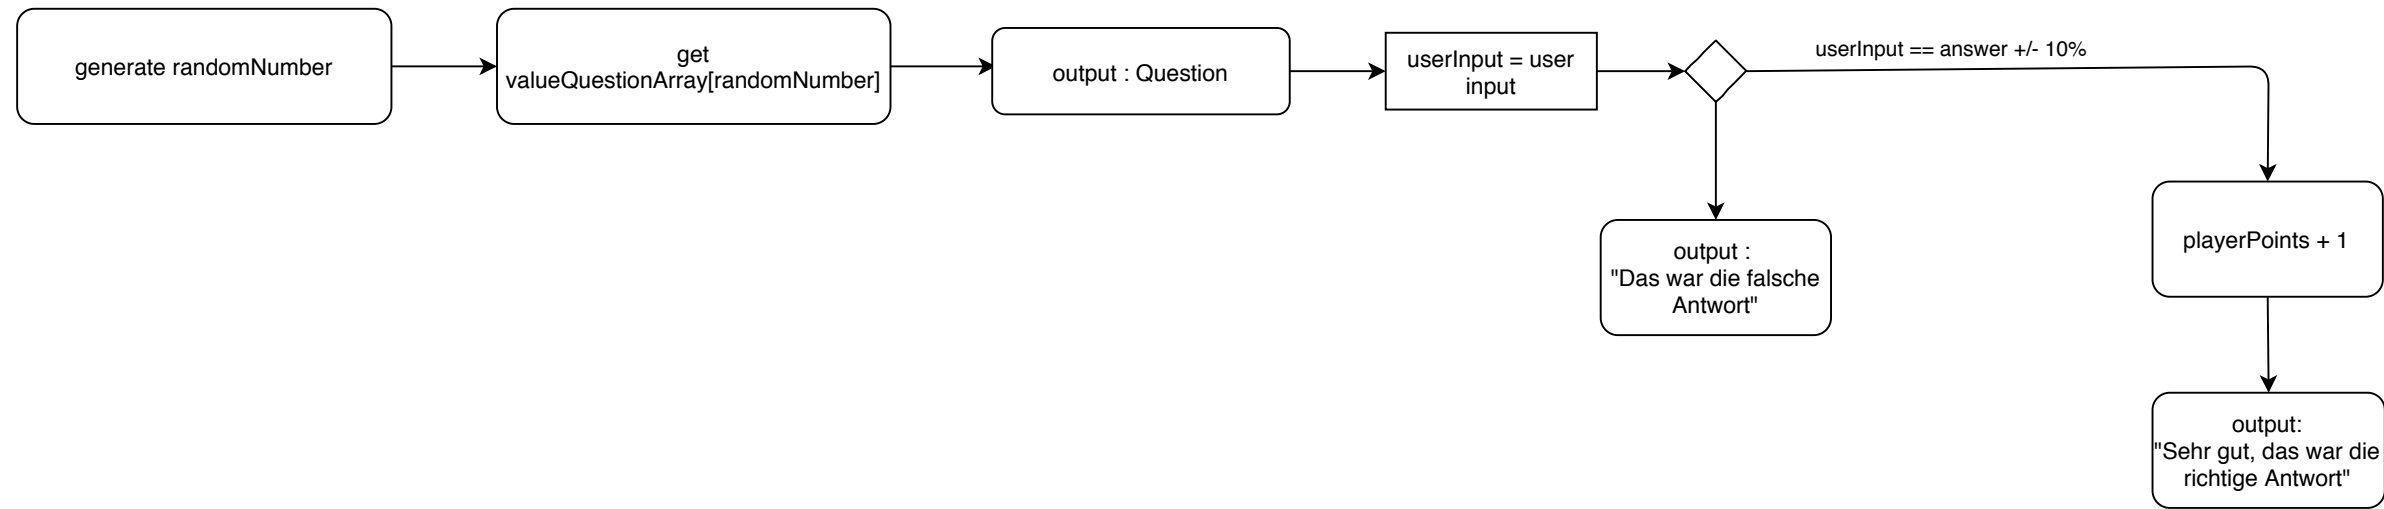 generate randomNumber
get
valueQuestionArray[randomNumber]
output : Question
userInput = user
input
userInput == answer +/- 10%
output :
"Das war die falsche
Antwort"
playerPoints + 1
output:
"Sehr gut, das war die
richtige Antwort"